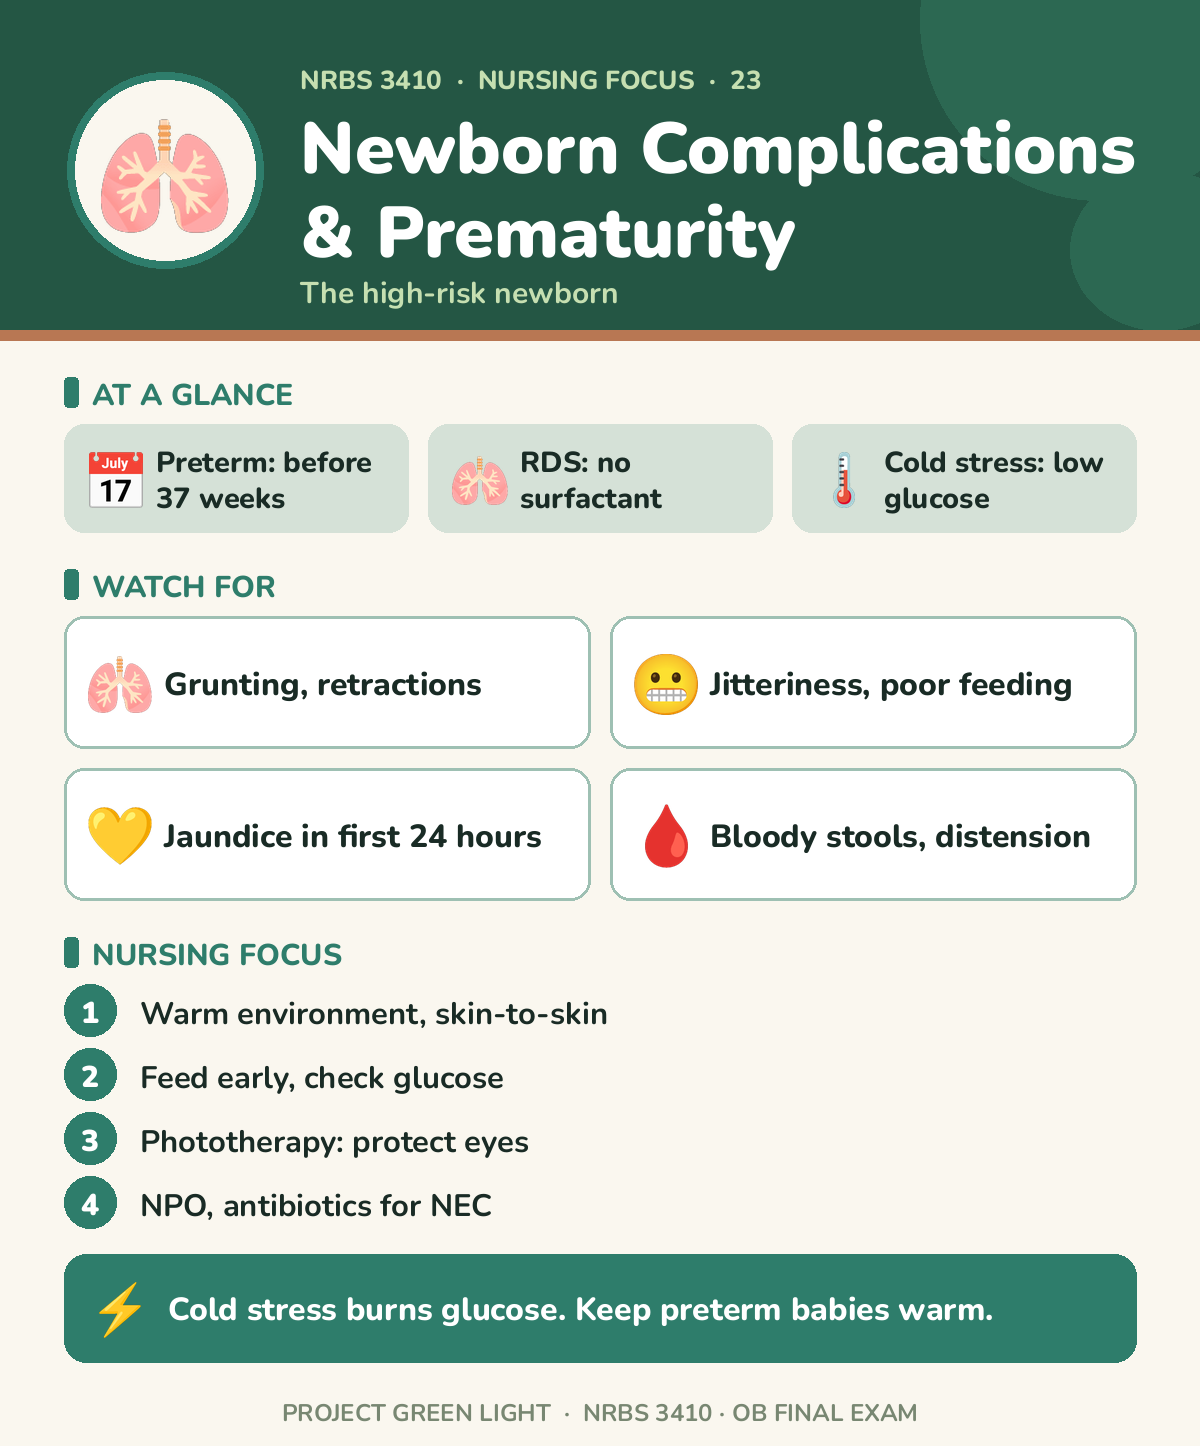 NRBS 3410 · NURSING FOCUS · 23
Newborn Complications
& Prematurity
The high-risk newborn
AT A GLANCE
July
17
Preterm: before
37 weeks
RDS: no
surfactant
Cold stress: low
glucose
WATCH FOR
Grunting, retractions
Jitteriness, poor feeding
Jaundice in first 24 hours
Bloody stools, distension
NURSING FOCUS
1 Warm environment, skin-to-skin
2 Feed early, check glucose
3 Phototherapy: protect eyes
4 NPO, antibiotics for NEC
Cold stress burns glucose. Keep preterm babies warm.
PROJECT GREEN LIGHT · NRBS 3410 · OB FINAL EXAM